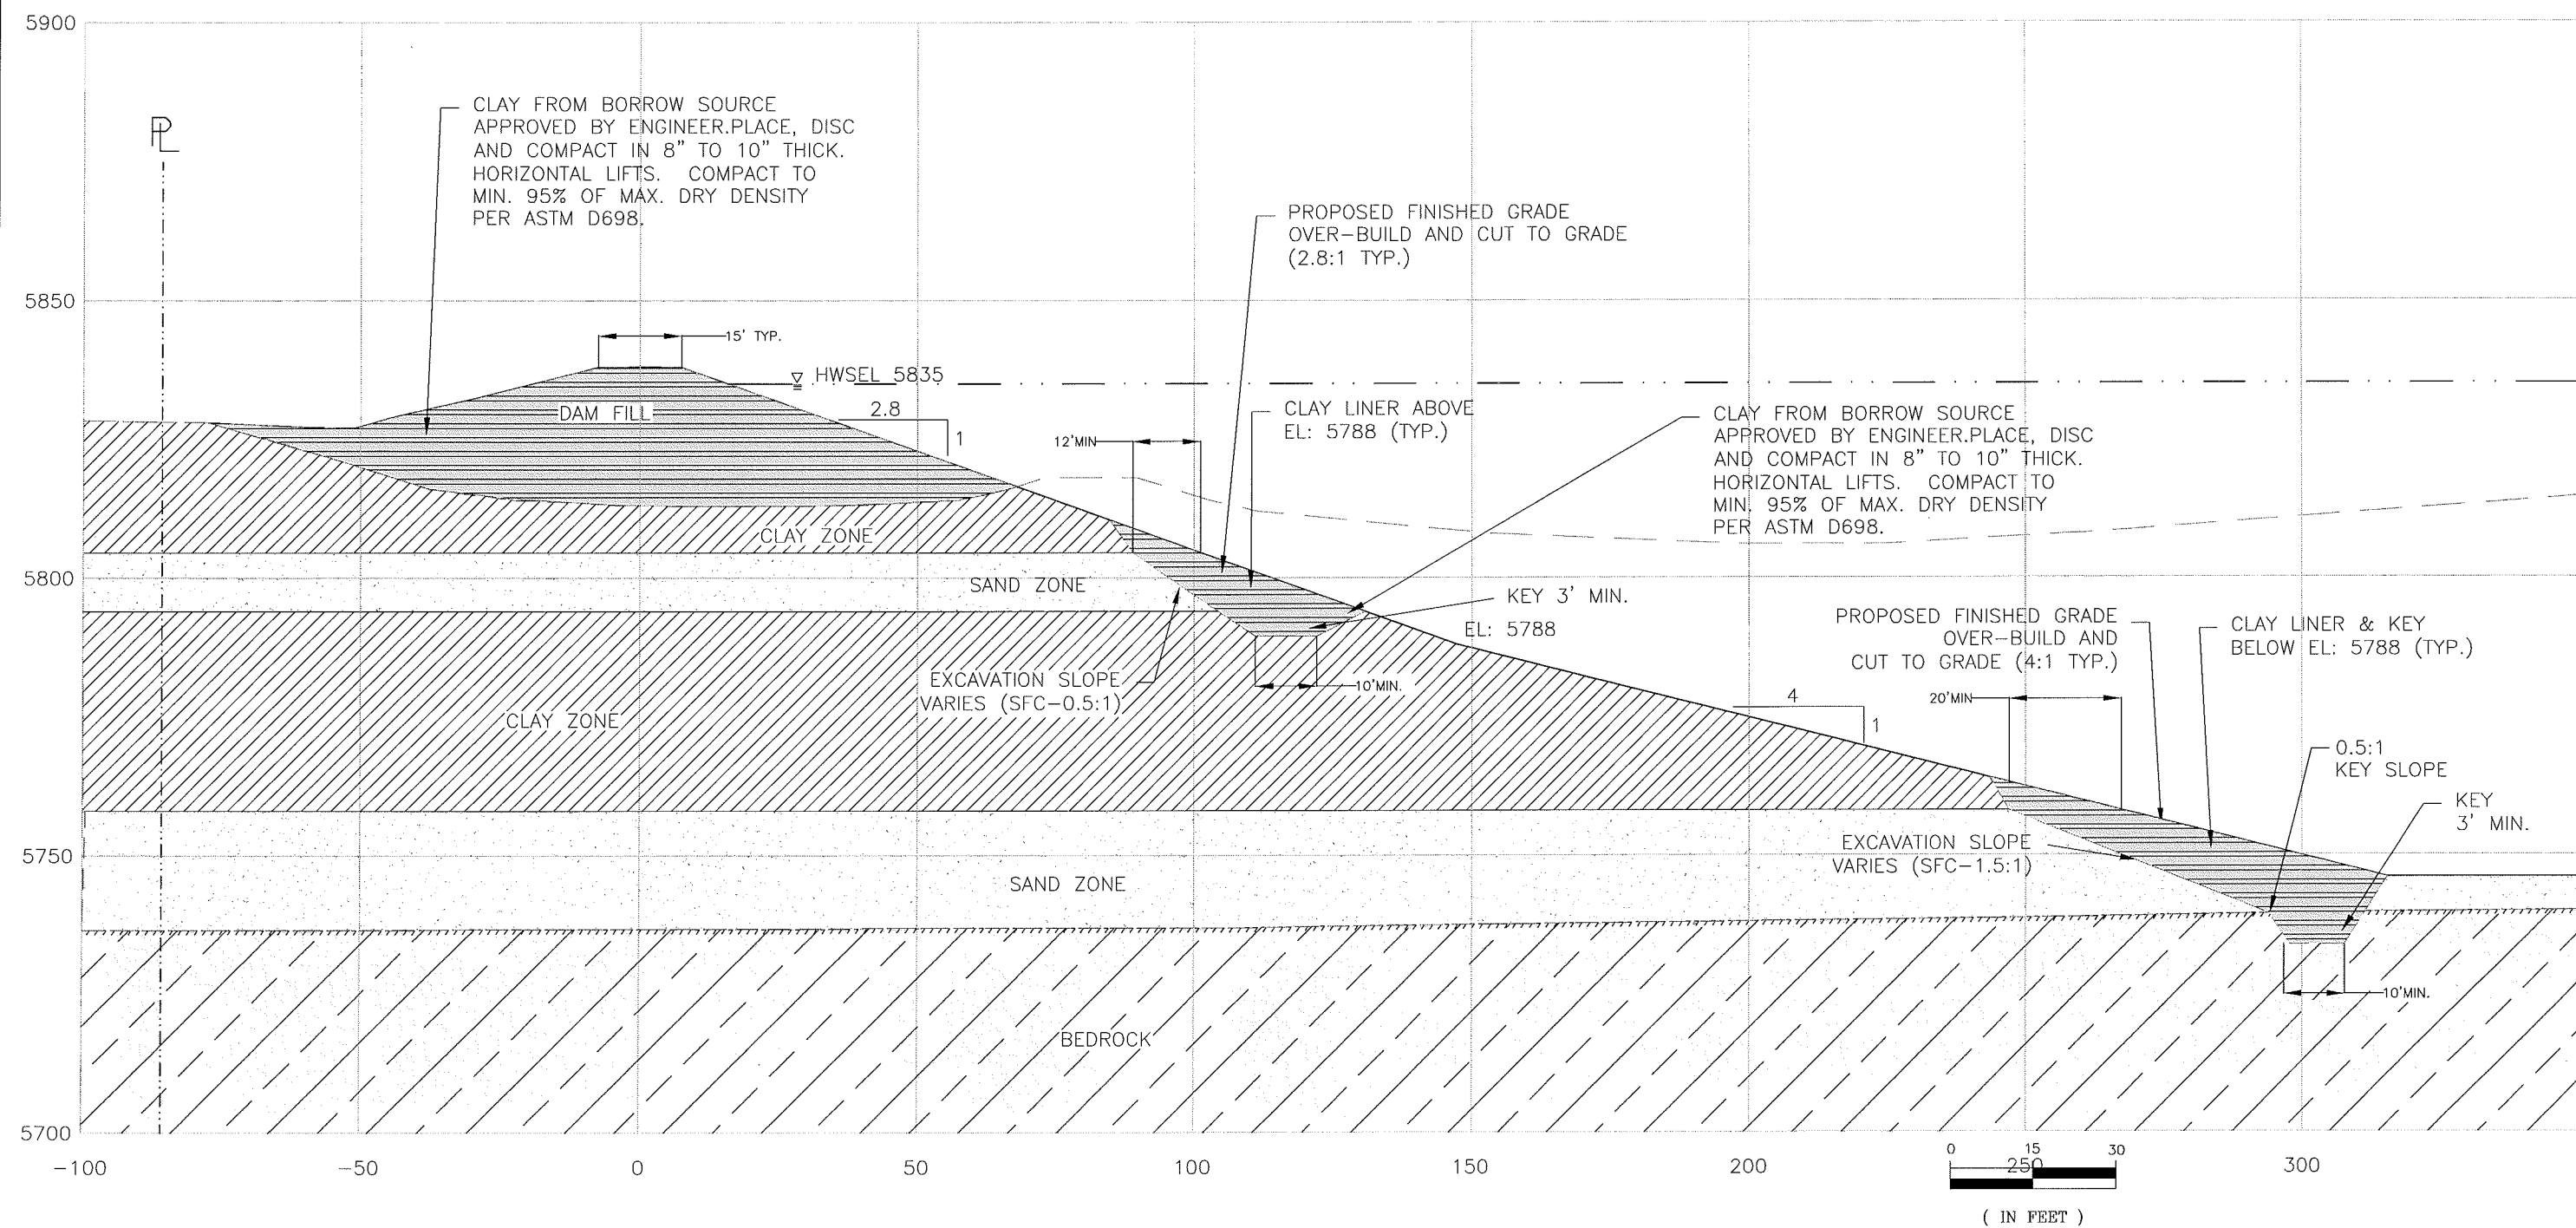 5900
CLAY FROM BORROW SOURCE
APPROVED BY ENGINEER.PLACE, DISC
AND COMPACT IN 8" TO 10" THICK.
HORIZONTAL LIFTS. COMPACT TO
MIN. 95% OF MAX. DRY DENSITY
PER ASTM D698.
PL
PROPOSED FINISHED GRADE
OVER-BUILD AND CUT TO GRADE
(2.8:1 TYP.)
5850
15' TYP.
HWSEL 5835
DAM FILL
2.8
1
12'MIN
CLAY LINER ABOVE
EL: 5788 (TYP.)
CLAY FROM BORROW SOURCE
APPROVED BY ENGINEER.PLACE, DISC
AND COMPACT IN 8" TO 10" THICK.
HORIZONTAL LIFTS. COMPACT TO
MIN. 95% OF MAX. DRY DENSITY
PER ASTM D698.
CLAY ZONE
5800
SAND ZONE
KEY 3' MIN.
EL: 5788
PROPOSED FINISHED GRADE
OVER-BUILD AND
CUT TO GRADE (4:1 TYP.)
CLAY LINER & KEY
BELOW EL: 5788 (TYP.)
EXCAVATION SLOPE
VARIES (SFC-0.5:1)
10'MIN.
4
1
20'MIN
CLAY ZONE
0.5:1
KEY SLOPE
KEY
3' MIN.
5750
EXCAVATION SLOPE
VARIES (SFC-1.5:1)
SAND ZONE
10'MIN.
BEDROCK
5700
-100
-50
0
50
100
150
200
250
300
0 15 30
( IN FEET )